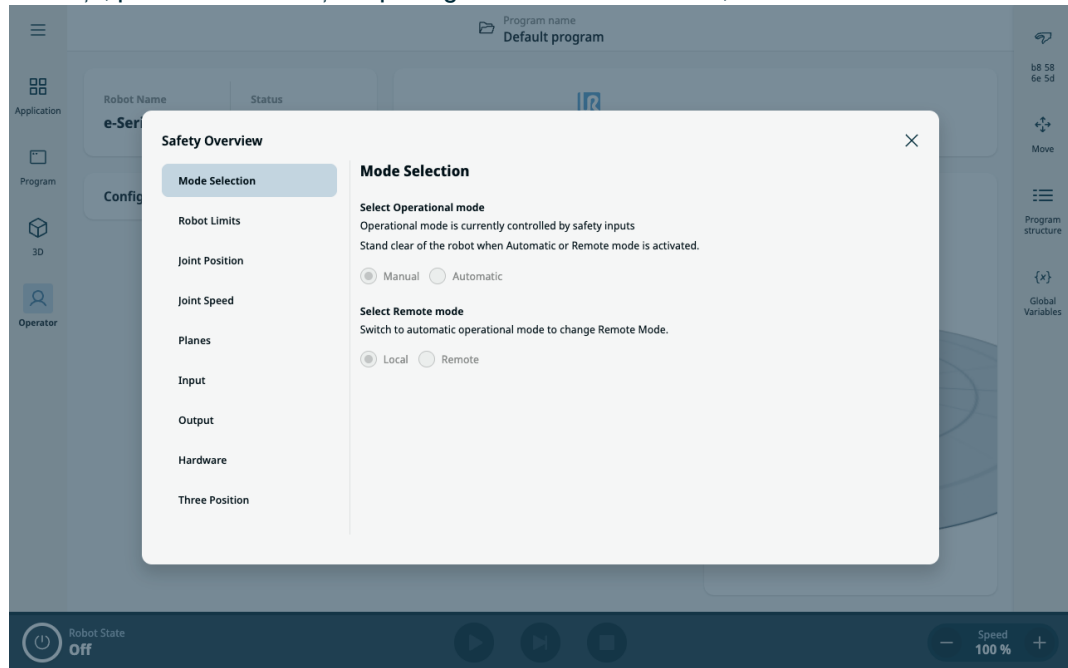 Program name
Default program
b8 58
6e 5d
Application
Robot Name
Status
e-Seri
Move
Program
Config
Program
structure
3D
Global
Variables
Operator
Safety Overview
Mode Selection
Robot Limits
Joint Position
Joint Speed
Planes
Input
Output
Hardware
Three Position
Mode Selection
Select Operational mode
Operational mode is currently controlled by safety inputs
Stand clear of the robot when Automatic or Remote mode is activated.
Manual Automatic
Select Remote mode
Switch to automatic operational mode to change Remote Mode.
Local Remote
Robot State
Off
Speed
100 %